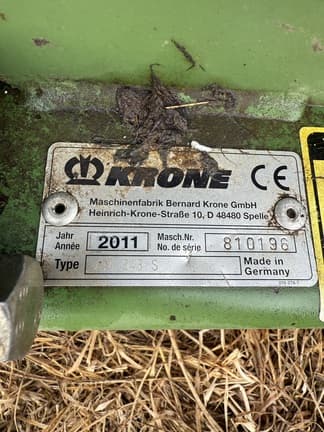 KRONE CE
Maschinenfabrik Bernard Krone GmbH
Heinrich-Krone-Straße 10, D 48480 Spelle
Jahr
Année
2011
Masch.Nr.
No. de série
810196
Type
Made in
Germany